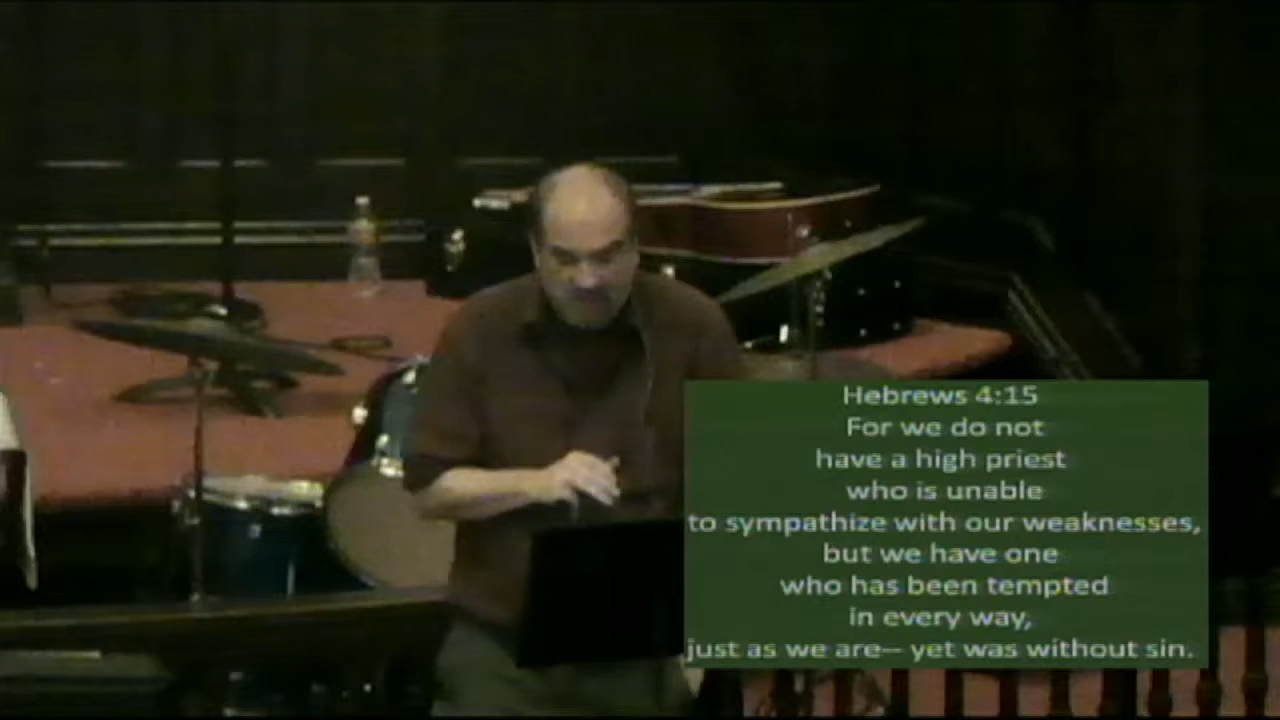 Hebrews 4:15
For we do not
have a high priest
who is unable
to sympathize with our weaknesses,
but we have one
who has been tempted
in every way,
just as we are– yet was without sin.